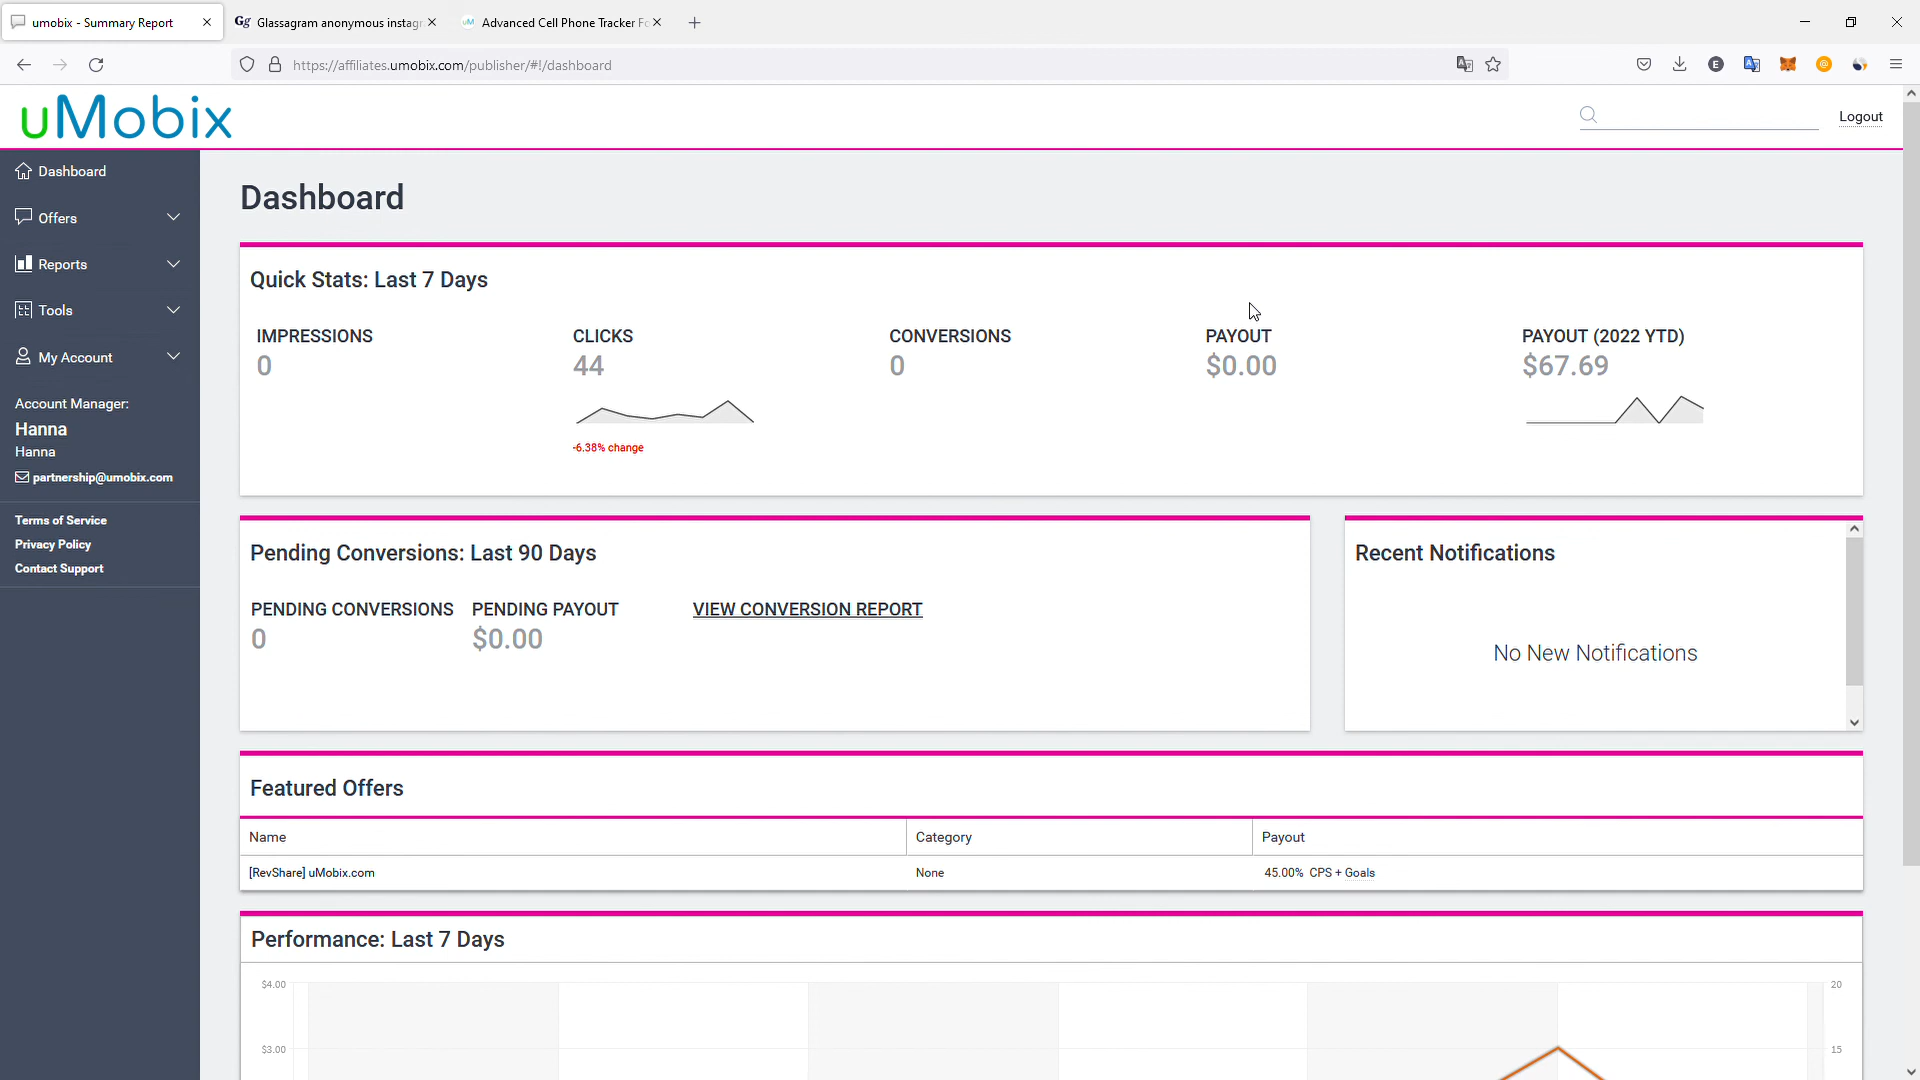 umobix - Summary Report
Gg Glassagram anonymous instagr
uM Advanced Cell Phone Tracker Fo
https://affiliates.umobix.com/publisher/#!/dashboard
E
uMobix
Logout
Dashboard
Offers
Reports
Tools
My Account
Account Manager:
Hanna
Hanna
partnership@umobix.com
Terms of Service
Privacy Policy
Contact Support
Dashboard
Quick Stats: Last 7 Days
IMPRESSIONS
0
CLICKS
44
-6.38% change
CONVERSIONS
0
PAYOUT
$0.00
PAYOUT (2022 YTD)
$67.69
Pending Conversions: Last 90 Days
PENDING CONVERSIONS
0
PENDING PAYOUT
$0.00
VIEW CONVERSION REPORT
Recent Notifications
No New Notifications
Featured Offers
Name Category Payout
[RevShare] uMobix.com None 45.00% CPS + Goals
Performance: Last 7 Days
$4.00 20
$3.00 15